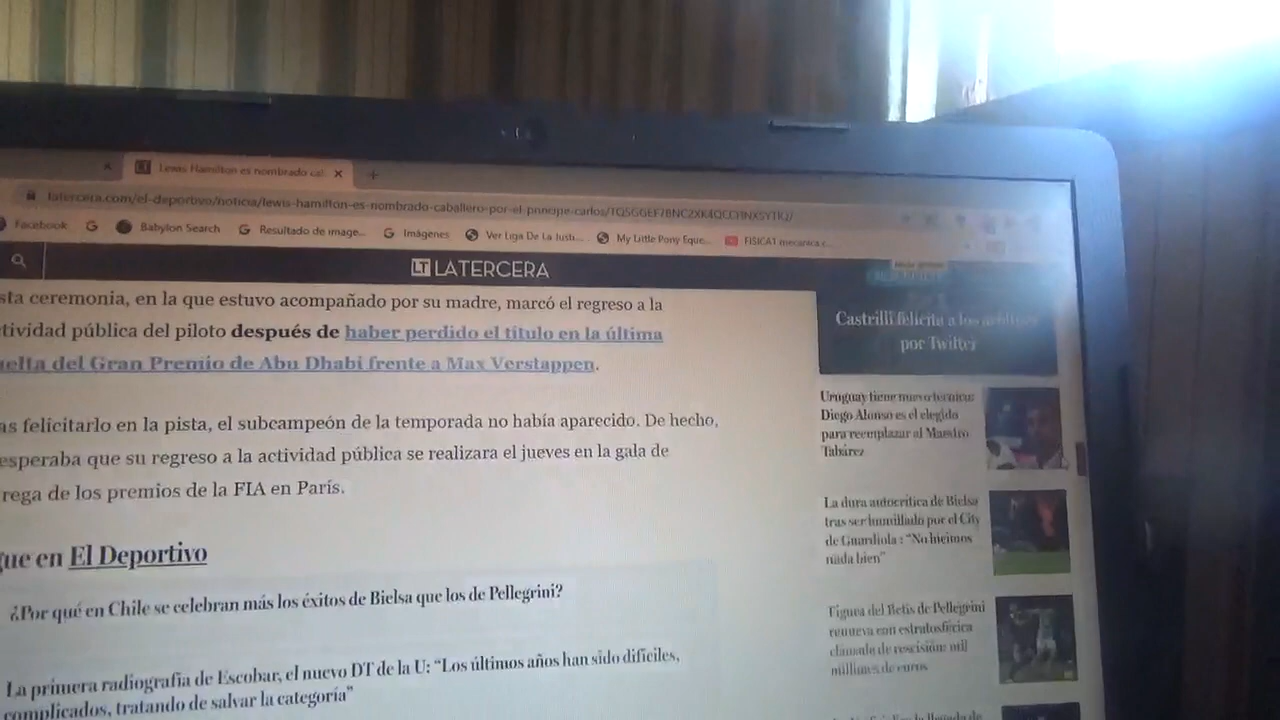 Lewis Hamilton es nombrado cab
latercera.com/el-deportivo/noticia/lewis-hamilton-es-nombrado-caballero-por-el-principe-carlos/
Facebook
Babylon Search
Resultado de image...
Imágenes
Ver Liga De La Justi...
My Little Pony Eque...
FISICA1 mecanica c...
LT LATERCERA
sta ceremonia, en la que estuvo acompañado por su madre, marcó el regreso a la
tividad pública del piloto después de haber perdido el título en la última
uelta del Gran Premio de Abu Dhabi frente a Max Verstappen.
as felicitarlo en la pista, el subcampeón de la temporada no había aparecido. De hecho,
esperaba que su regreso a la actividad pública se realizara el jueves en la gala de
rega de los premios de la FIA en París.
gue en El Deportivo
¿Por qué en Chile se celebran más los éxitos de Bielsa que los de Pellegrini?
La primera radiografía de Escobar, el nuevo DT de la U: “Los últimos años han sido difíciles,
complicados, tratando de salvar la categoría”
Castrilli felicita a los
por Twitter
Uruguay tiene nuevo técnico:
Diego Alonso es el elegido
para reemplazar al Maestro
Tabárez
La dura autocrítica de Bielsa
tras ser humillado por el City
de Guardiola : “No hicimos
nada bien”
Figura del Betis de Pellegrini
renueva con estratosférica
cláusula de rescisión: mil
millones de euros